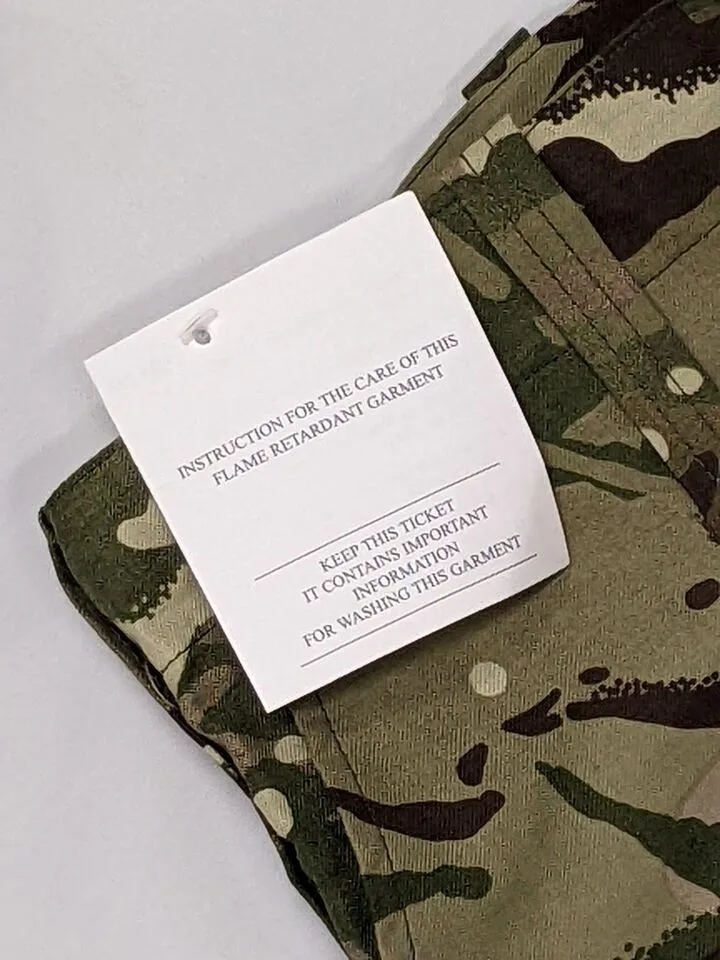 INSTRUCTION FOR THE CARE OF THIS
FLAME RETARDANT GARMENT
KEEP THIS TICKET
IT CONTAINS IMPORTANT
INFORMATION
FOR WASHING THIS GARMENT